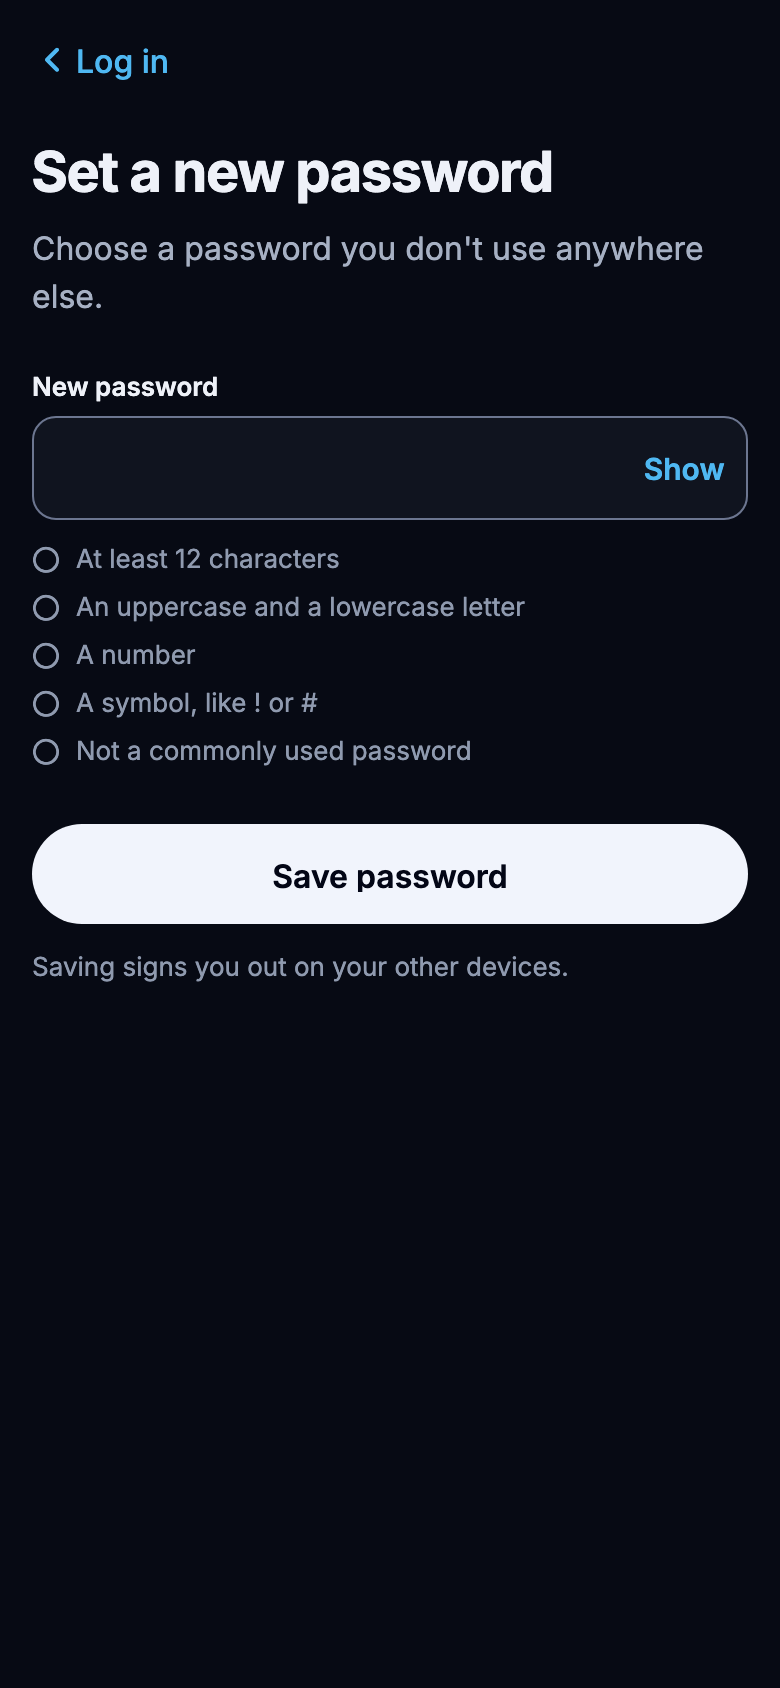 Log in
Set a new password
Choose a password you don't use anywhere
else.
New password
Show
At least 12 characters
An uppercase and a lowercase letter
A number
A symbol, like ! or #
Not a commonly used password
Save password
Saving signs you out on your other devices.